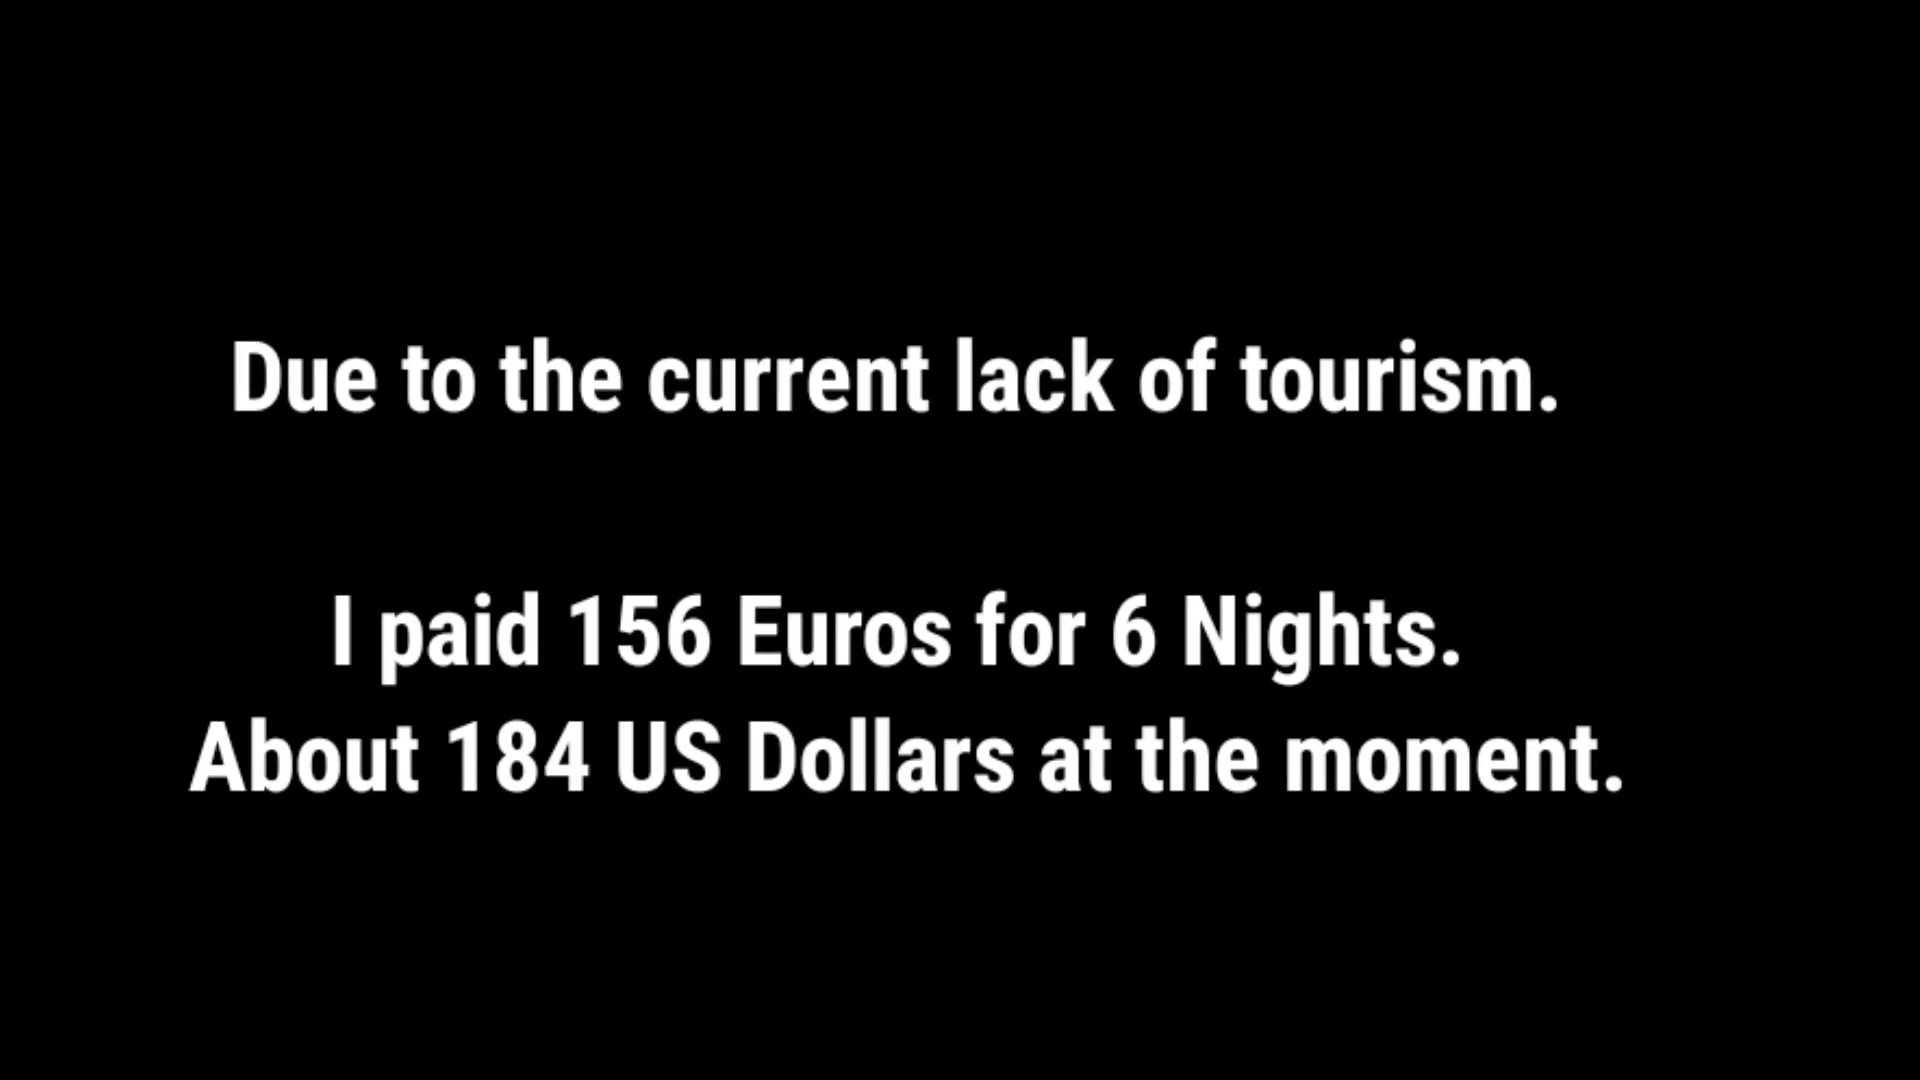 Due to the current lack of tourism.
I paid 156 Euros for 6 Nights.
About 184 US Dollars at the moment.